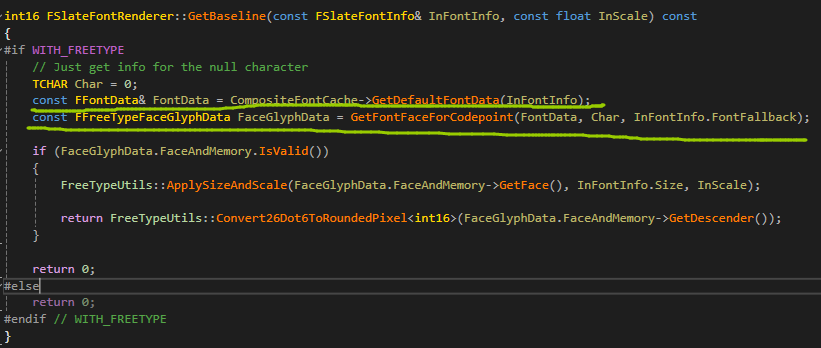 int16 FSlateFontRenderer::GetBaseline(const FSlateFontInfo& InFontInfo, const float InScale) const
{
#if WITH_FREETYPE
// Just get info for the null character
TCHAR Char = 0;
const FFontData& FontData = CompositeFontCache->GetDefaultFontData(InFontInfo);
const FFreeTypeFaceGlyphData FaceGlyphData = GetFontFaceForCodepoint(FontData, Char, InFontInfo.FontFallback);
if (FaceGlyphData.FaceAndMemory.IsValid())
{
FreeTypeUtils::ApplySizeAndScale(FaceGlyphData.FaceAndMemory->GetFace(), InFontInfo.Size, InScale);
return FreeTypeUtils::Convert26Dot6ToRoundedPixel<int16>(FaceGlyphData.FaceAndMemory->GetDescender());
}
return 0;
#else
return 0;
#endif // WITH_FREETYPE
}